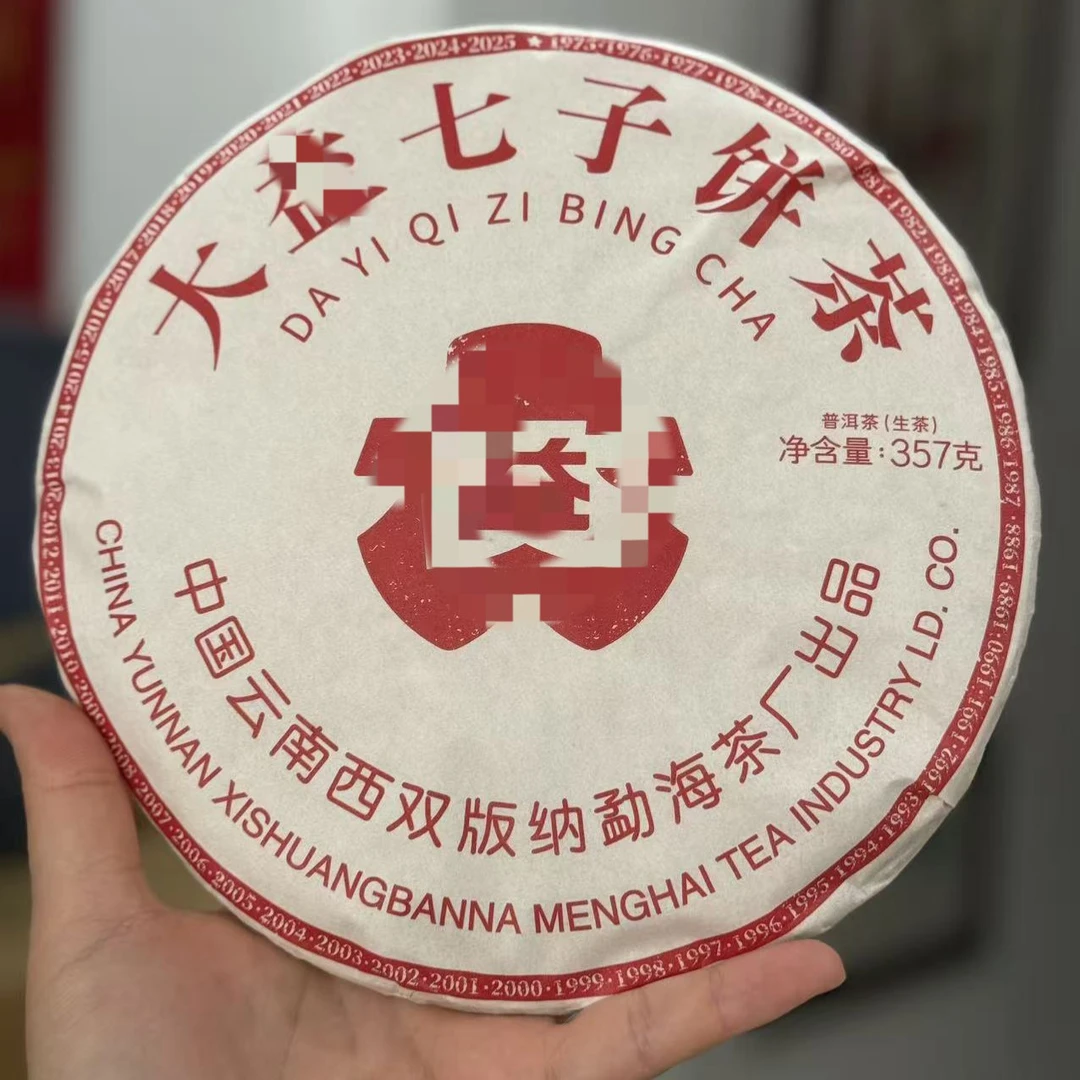 1975·1976·1977·1978·1979·1980·1981·1982·1983·1984·1985·1986·1987·1988·1989·1990·1991·1992·1993·1994·1995·1996·1997·1998·1999·2000·2001·2002·2003·2004·2005·2006·2007·2008·2009·2010·2011·2012·2013·2014·2015·2016·2017·2018·2019·2020·2021·2022·2023·2024·2025
大益七子饼茶
DA YI QI ZI BING CHA
普洱茶(生茶)
净含量:357克
中国云南西双版纳勐海茶厂出品
CHINA YUNNAN XISHUANGBANNA MENGHAI TEA INDUSTRY LD. CO.